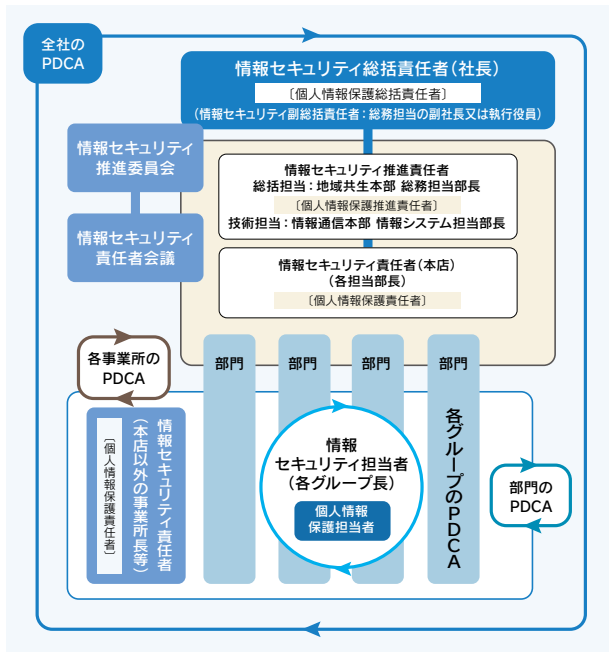 全社の
PDCA
情報セキュリティ総括責任者(社長)
〔個人情報保護総括責任者〕
(情報セキュリティ副総括責任者:総務担当の副社長又は執行役員)
情報セキュリティ
推進委員会
情報セキュリティ
責任者会議
情報セキュリティ推進責任者
総括担当:地域共生本部 総務担当部長
〔個人情報保護推進責任者〕
技術担当:情報通信本部 情報システム担当部長
情報セキュリティ責任者(本店)
(各担当部長)
〔個人情報保護責任者〕
各事業所の
PDCA
部門
部門
部門
部門
情報セキュリティ責任者
(本店以外の事業所長等)
〔個人情報保護責任者〕
情報
セキュリティ担当者
(各グループ長)
個人情報
保護担当者
各グループのPDCA
部門の
PDCA